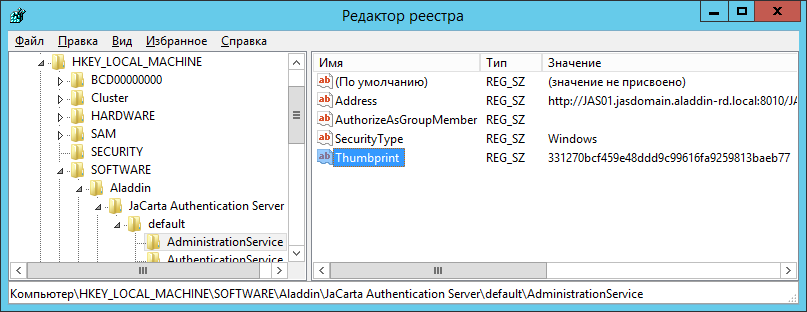 Редактор реестра
Файл Правка Вид Избранное Справка
HKEY_LOCAL_MACHINE
BCD00000000
Cluster
HARDWARE
SAM
SECURITY
SOFTWARE
Aladdin
JaCarta Authentication Server
default
AdministrationService
AuthenticationService
Имя Тип Значение
(По умолчанию) REG_SZ (значение не присвоено)
Address REG_SZ http://JAS01.jasdomain.aladdin-rd.local:8010/JA
AuthorizeAsGroupMember REG_SZ
SecurityType REG_SZ Windows
Thumbprint REG_SZ 331270bcf459e48ddd9c99616fa9259813baeb77
Компьютер\HKEY_LOCAL_MACHINE\SOFTWARE\Aladdin\JaCarta Authentication Server\default\AdministrationService